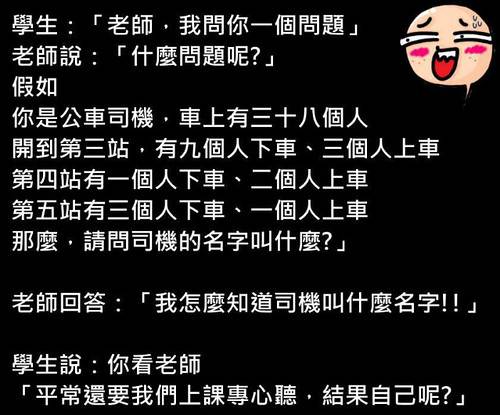 學生：「老師，我問你一個問題」
老師說：「什麼問題呢?」
假如
你是公車司機，車上有三十八個人
開到第三站，有九個人下車、三個人上車
第四站有一個人下車、二個人上車
第五站有三個人下車、一個人上車
那麼，請問司機的名字叫什麼?」
老師回答：「我怎麼知道司機叫什麼名字!!」
學生說：你看老師
「平常還要我們上課專心聽，結果自己呢?」